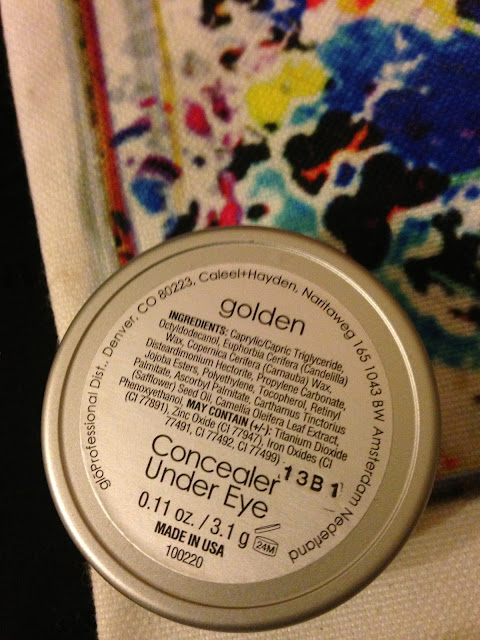 glōProfessional Dist., Denver, CO 80223, Caleel+Hayden, Naritaweg 165 1043 BW Amsterdam Nederland
golden
INGREDIENTS: Caprylic/Capric Triglyceride,
Octyldodecanol, Euphorbia Cerifera (Candelilla)
Wax, Copernica Cerifera (Carnauba) Wax,
Disteardimonium Hectorite, Propylene Carbonate,
Jojoba Esters, Polyethylene, Tocopherol, Retinyl
Palmitate, Ascorbyl Palmitate, Carthamus Tinctorius
(Safflower) Seed Oil, Camellia Oleifera Leaf Extract,
Phenoxyethanol. MAY CONTAIN (+/-): Titanium Dioxide
(CI 77891), Zinc Oxide (CI 77947), Iron Oxides (CI
77491, CI 77492, CI 77499)
13B1
Concealer
Under Eye
0.11 oz. / 3.1 g
24M
MADE IN USA
100220